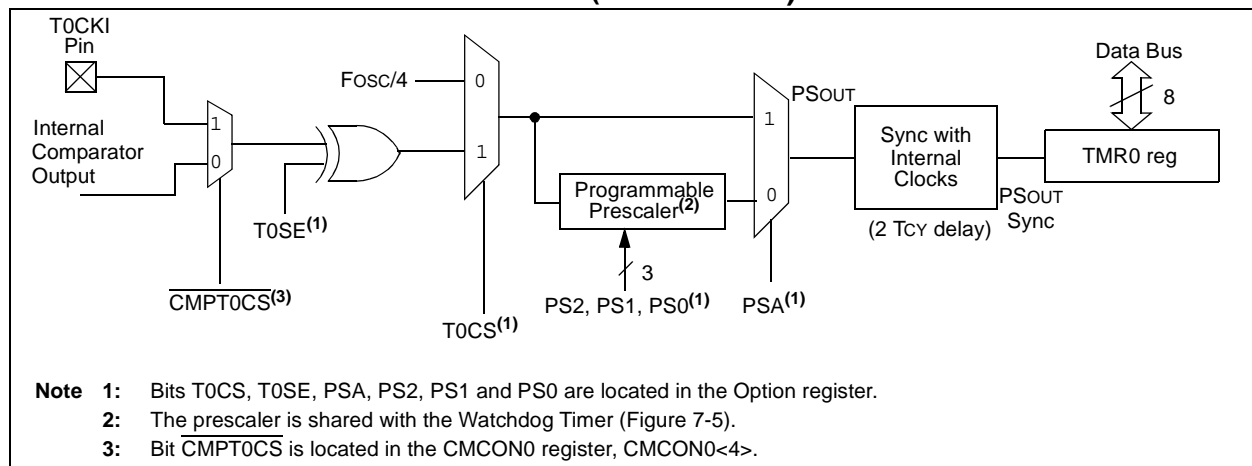 T0CKI
Pin
Internal
Comparator
Output
1
0
T0SE(1)
CMPT0CS(3)
FOSC/4
0
1
T0CS(1)
Programmable
Prescaler(2)
3
PS2, PS1, PS0(1)
1
0
PSA(1)
PSOUT
Sync with
Internal
Clocks
(2 TCY delay)
PSOUT
Sync
Data Bus
8
TMR0 reg
Note 1: Bits T0CS, T0SE, PSA, PS2, PS1 and PS0 are located in the Option register.
2: The prescaler is shared with the Watchdog Timer (Figure 7-5).
3: Bit CMPT0CS is located in the CMCON0 register, CMCON0<4>.